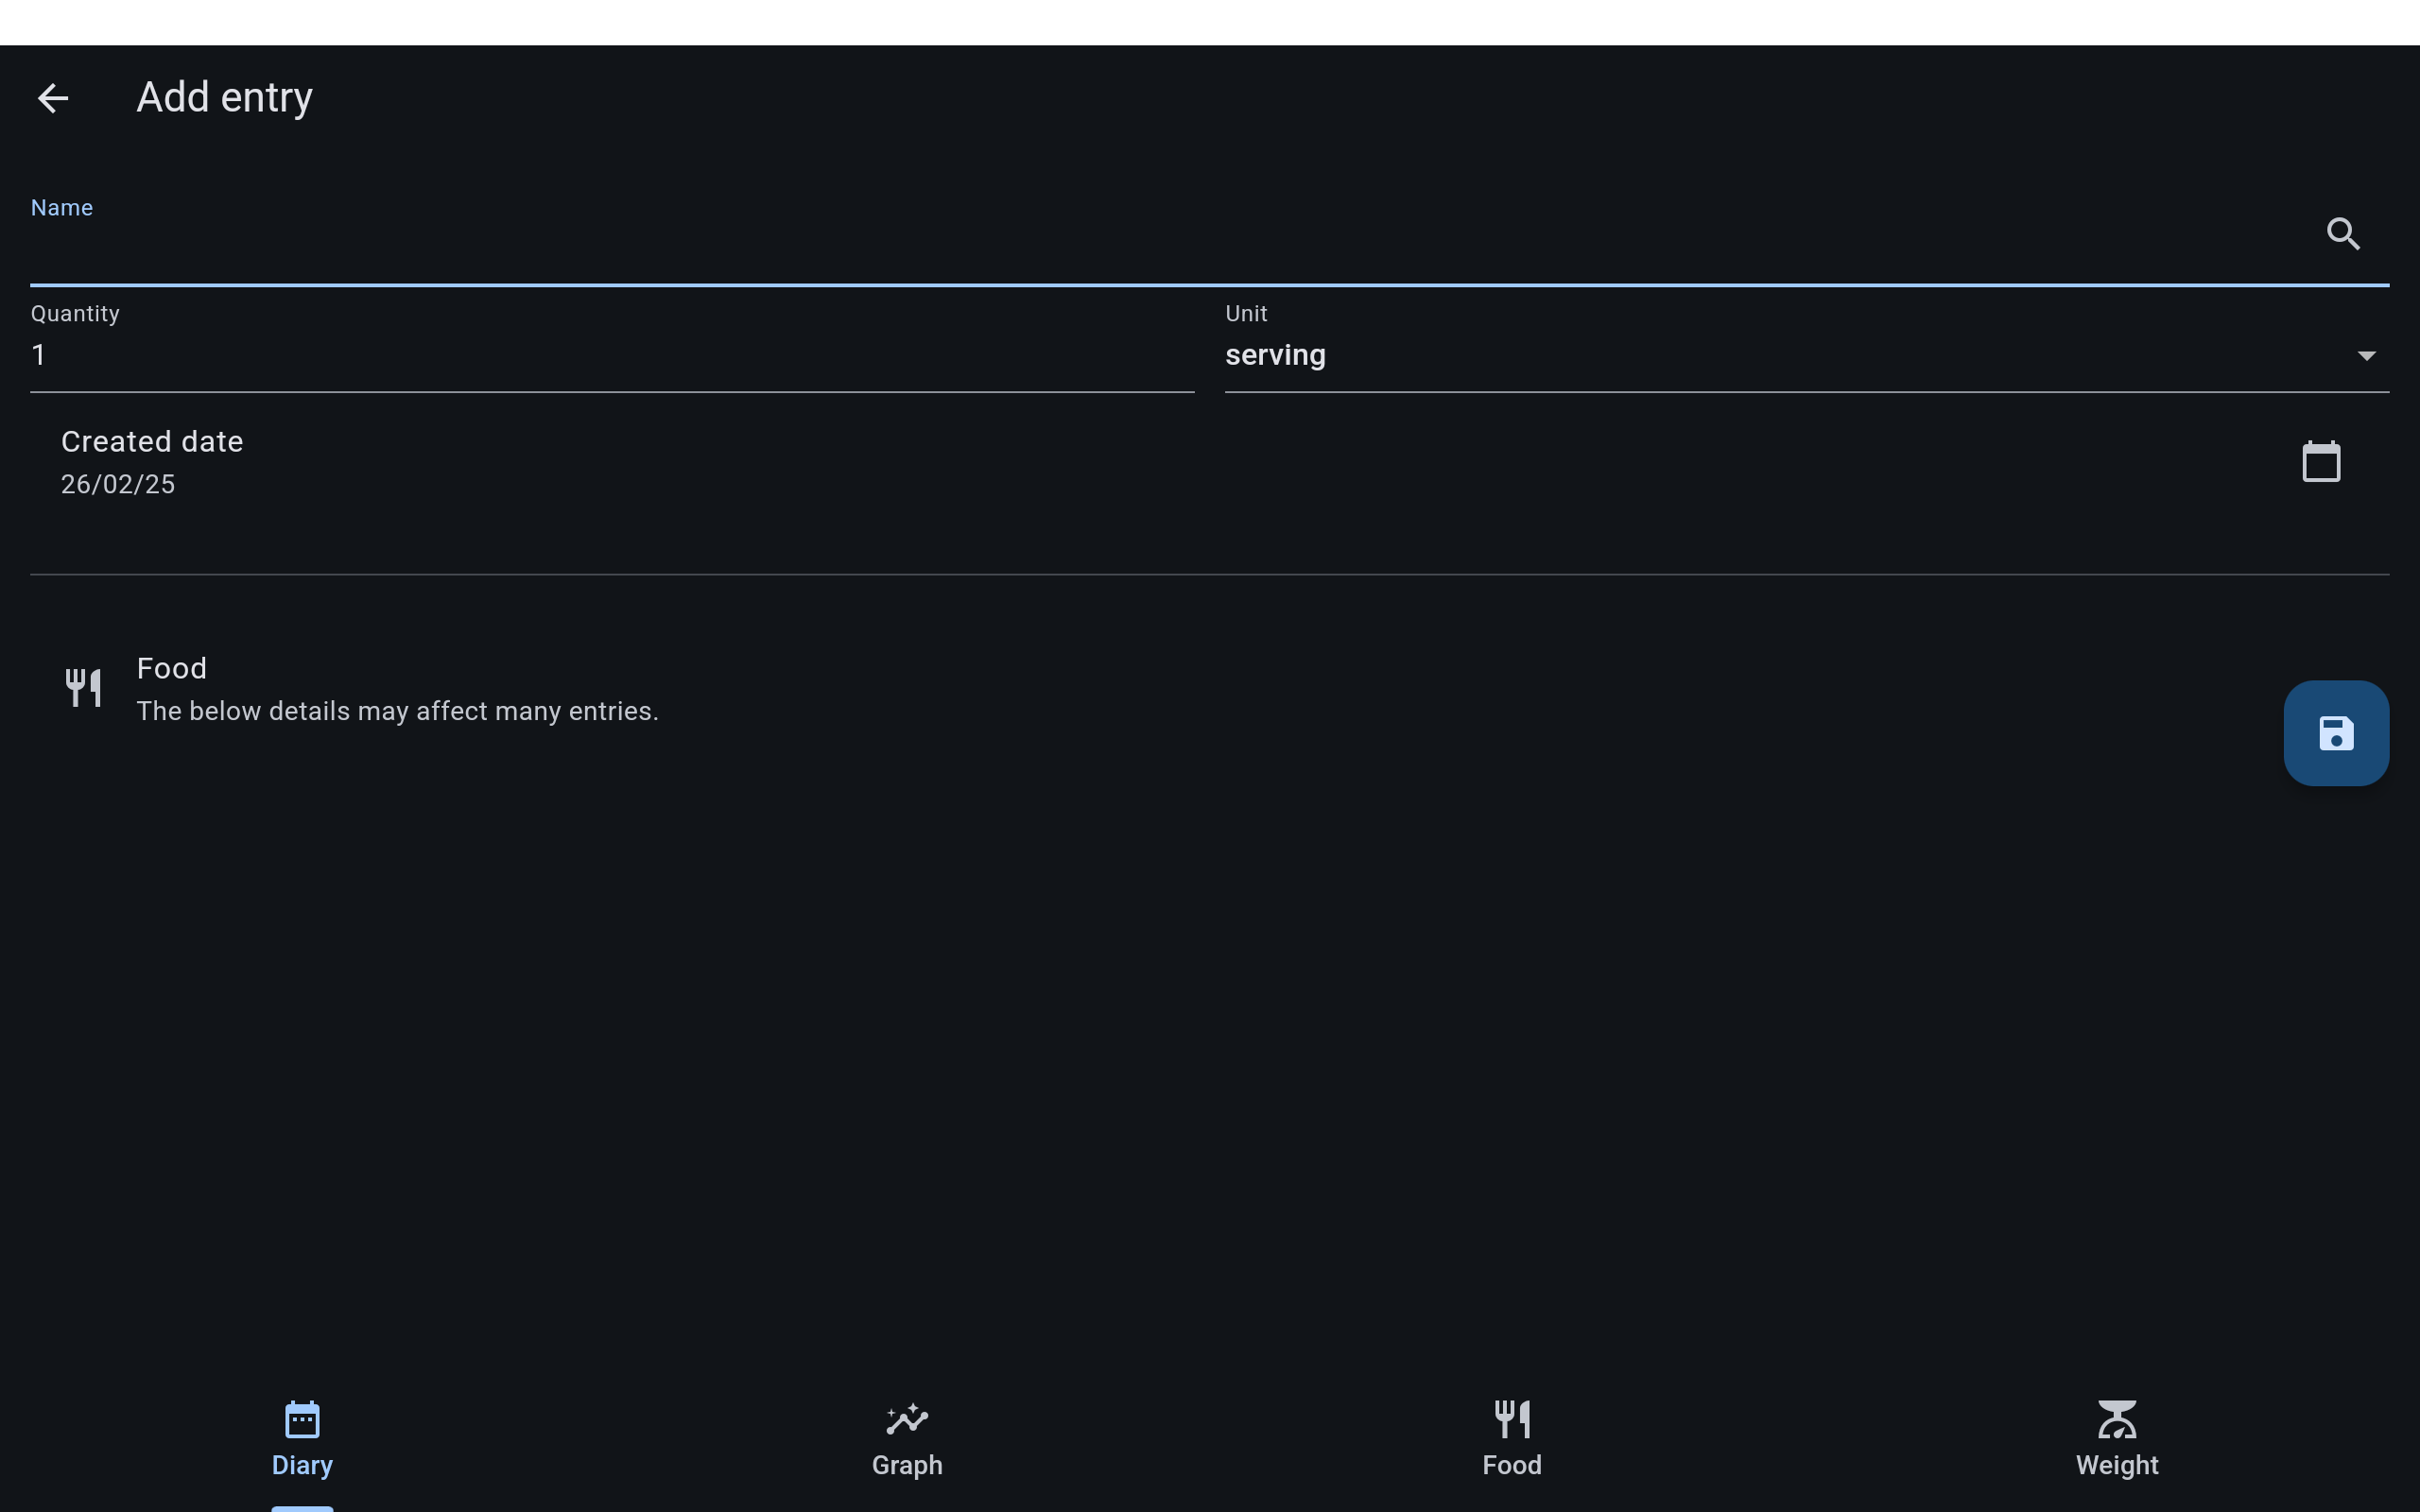 Add entry
Name
Quantity
Unit
1
serving
Created date
26/02/25
Food
The below details may affect many entries.
Diary
Graph
Food
Weight